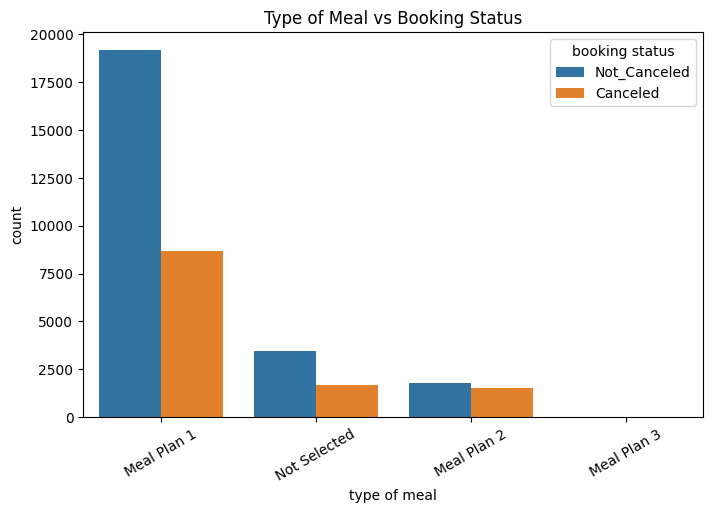 Type of Meal vs Booking Status
booking status
Not_Canceled
Canceled
count
20000
17500
15000
12500
10000
7500
5000
2500
0
Meal Plan 1
Not Selected
Meal Plan 2
Meal Plan 3
type of meal